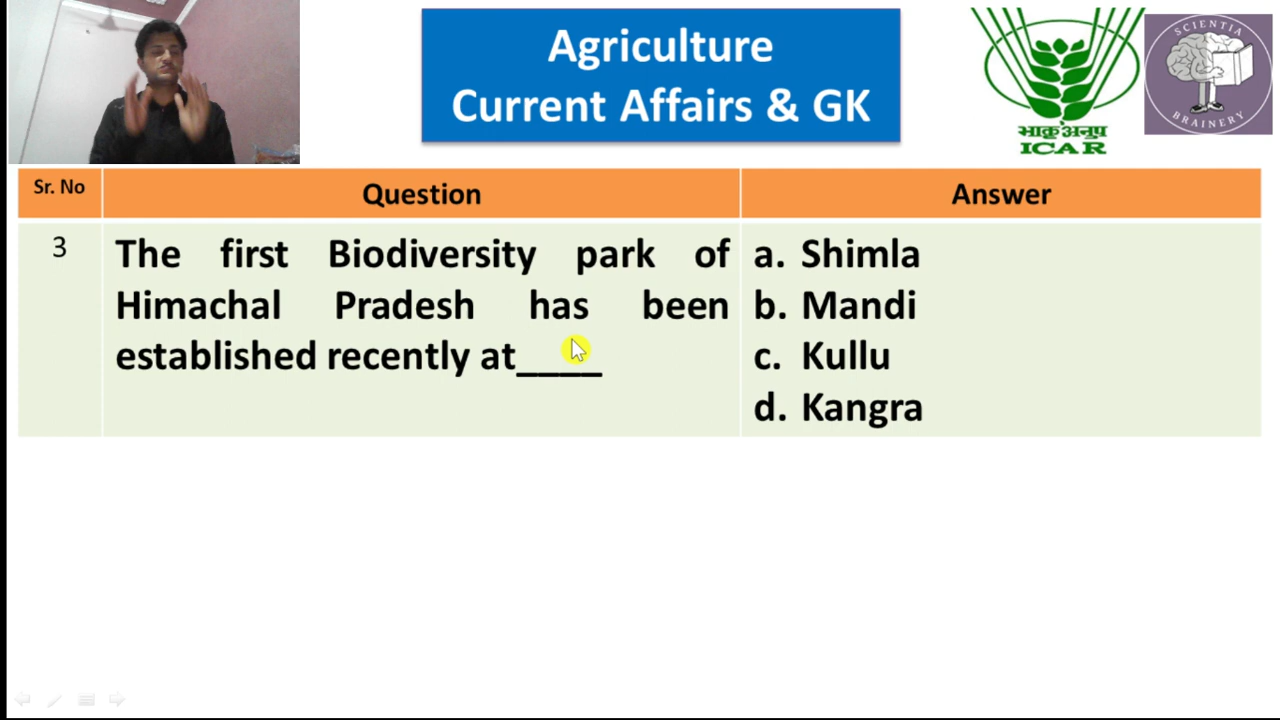 Agriculture
Current Affairs & GK
भाकृअनुप
ICAR
SCIENTIA
BRAINERY
Sr. No
Question
Answer
3
The first Biodiversity park of
Himachal Pradesh has been
established recently at____
a. Shimla
b. Mandi
c. Kullu
d. Kangra